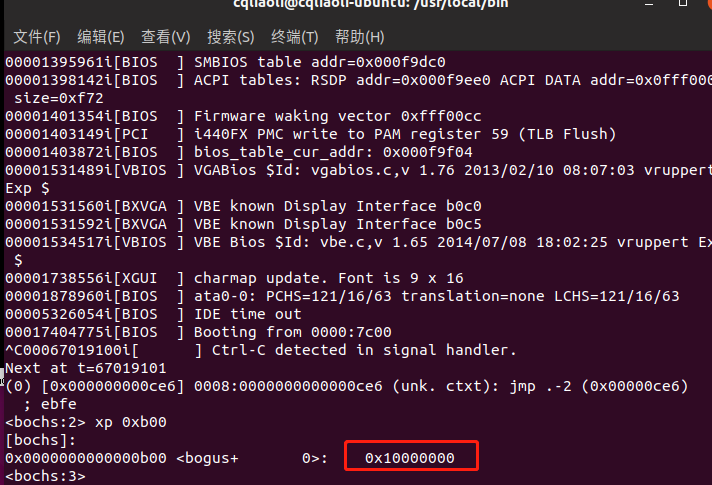 cqliaoli@cqliaoli-ubuntu: /usr/local/bin
文件(F) 编辑(E) 查看(V) 搜索(S) 终端(T) 帮助(H)
00001395961i[BIOS  ] SMBIOS table addr=0x000f9dc0
00001398142i[BIOS  ] ACPI tables: RSDP addr=0x000f9ee0 ACPI DATA addr=0x0fff000
 size=0xf72
00001401354i[BIOS  ] Firmware waking vector 0xfff00cc
00001403149i[PCI   ] i440FX PMC write to PAM register 59 (TLB Flush)
00001403872i[BIOS  ] bios_table_cur_addr: 0x000f9f04
00001531489i[VBIOS ] VGABios $Id: vgabios.c,v 1.76 2013/02/10 08:07:03 vruppert
Exp $
00001531560i[BXVGA ] VBE known Display Interface b0c0
00001531592i[BXVGA ] VBE known Display Interface b0c5
00001534517i[VBIOS ] VBE Bios $Id: vbe.c,v 1.65 2014/07/08 18:02:25 vruppert Ex
 $
00001738556i[XGUI  ] charmap update. Font is 9 x 16
00001878960i[BIOS  ] ata0-0: PCHS=121/16/63 translation=none LCHS=121/16/63
00005326054i[BIOS  ] IDE time out
00017404775i[BIOS  ] Booting from 0000:7c00
^C00067019100i[      ] Ctrl-C detected in signal handler.
Next at t=67019101
(0) [0x000000000ce6] 0008:0000000000000ce6 (unk. ctxt): jmp .-2 (0x00000ce6)
  ; ebfe
<bochs:2> xp 0xb00
[bochs]:
0x0000000000000b00 <bogus+       0>:    0x10000000
<bochs:3>